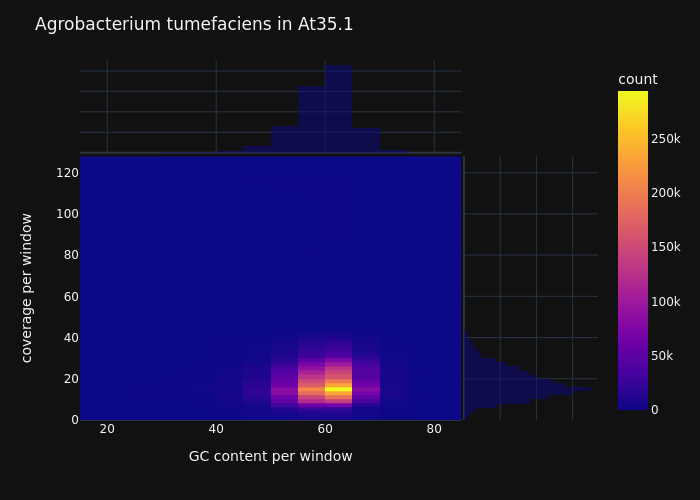 Agrobacterium tumefaciens in At35.1
count
250k
200k
150k
100k
50k
0
120
100
80
60
40
20
0
coverage per window
20 40 60 80
GC content per window